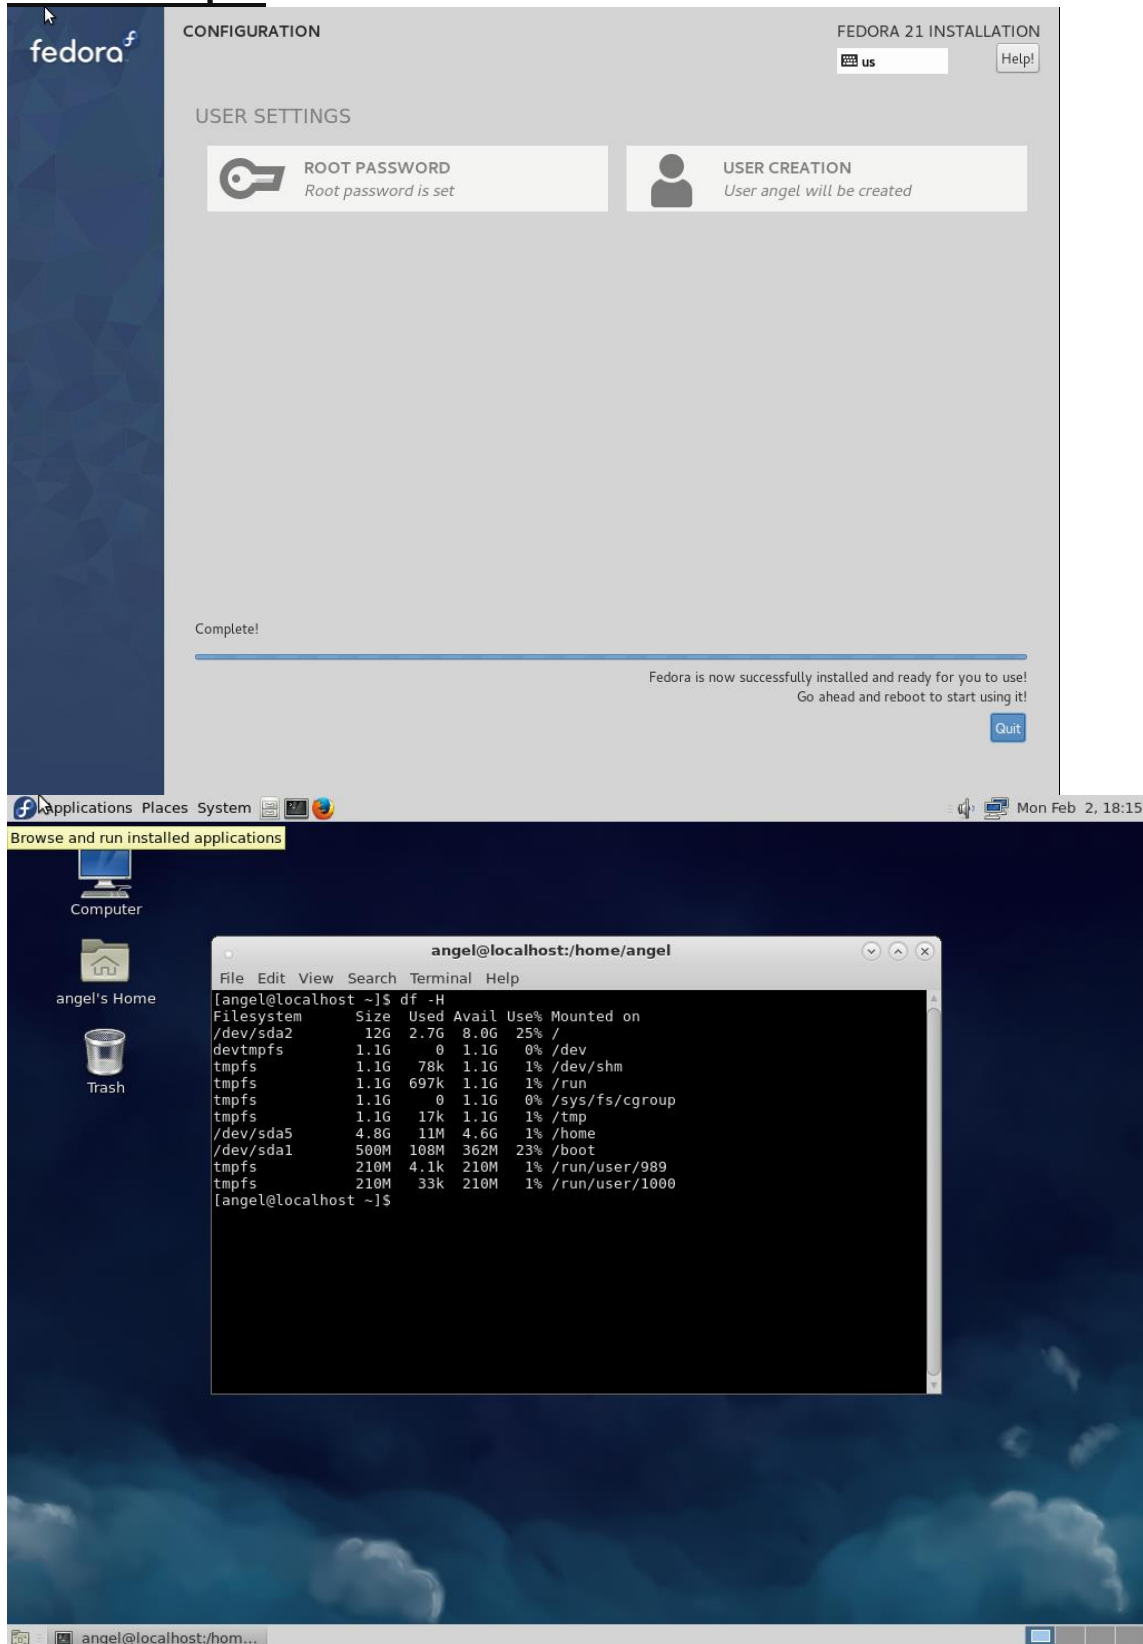 fedora
CONFIGURATION
FEDORA 21 INSTALLATION
us
Help!
USER SETTINGS
ROOT PASSWORD
Root password is set
USER CREATION
User angel will be created
Complete!
Fedora is now successfully installed and ready for you to use!
Go ahead and reboot to start using it!
Quit
Applications Places System
Mon Feb 2, 18:15
Browse and run installed applications
Computer
angel's Home
Trash
angel@localhost:/home/angel
File Edit View Search Terminal Help
[angel@localhost ~]$ df -H
Filesystem Size Used Avail Use% Mounted on
/dev/sda2 12G 2.7G 8.0G 25% /
devtmpfs 1.1G 0 1.1G 0% /dev
tmpfs 1.1G 78k 1.1G 1% /dev/shm
tmpfs 1.1G 697k 1.1G 1% /run
tmpfs 1.1G 0 1.1G 0% /sys/fs/cgroup
tmpfs 1.1G 17k 1.1G 1% /tmp
/dev/sda5 4.8G 11M 4.6G 1% /home
/dev/sda1 500M 108M 362M 23% /boot
tmpfs 210M 4.1k 210M 1% /run/user/989
tmpfs 210M 33k 210M 1% /run/user/1000
[angel@localhost ~]$
angel@localhost:/hom...